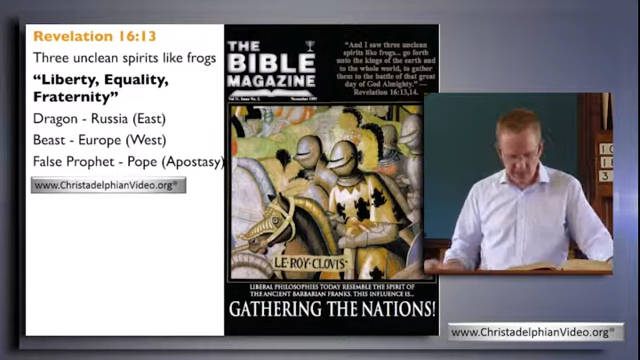 Revelation 16:13
Three unclean spirits like frogs
“Liberty, Equality,
Fraternity”
Dragon - Russia (East)
Beast - Europe (West)
False Prophet - Pope (Apostasy)
www.ChristadelphianVideo.org®
THE
BIBLE
MAGAZINE
"And I saw three unclean
spirits like frogs... go forth
unto the kings of the earth and
to the whole world, to gather
them to the battle of that great
day of God Almighty." —
Revelation 16:13,14.
LE·ROY·CLOVIS
LIBERAL PHILOSOPHIES TODAY RESEMBLE THE SPIRIT OF
THE ANCIENT BARBARIAN FRANKS. THIS INFLUENCE IS...
GATHERING THE NATIONS!
www.ChristadelphianVideo.org®